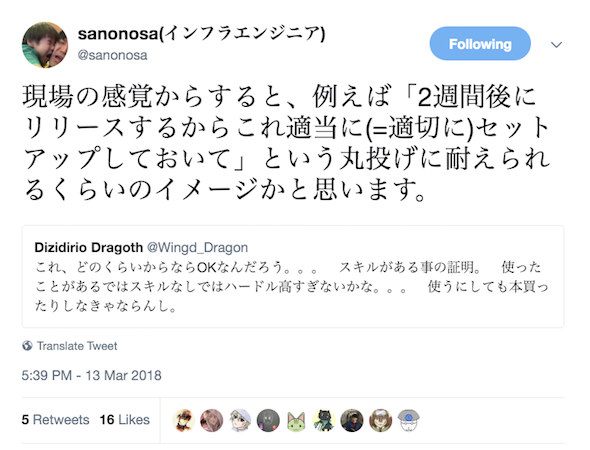 sanonosa(インフラエンジニア)
@sanonosa
Following
現場の感覚からすると、例えば「2週間後に
リリースするからこれ適当に(=適切に)セット
アップしておいて」という丸投げに耐えられ
るくらいのイメージかと思います。
Dizidirio Dragoth @Wingd_Dragon
これ、どのくらいからならOKなんだろう。。。　スキルがある事の証明。　使った
ことがあるではスキルなしではハードル高すぎないかな。。。　使うにしても本買っ
たりしなきゃならんし。
Translate Tweet
5:39 PM - 13 Mar 2018
5 Retweets 16 Likes